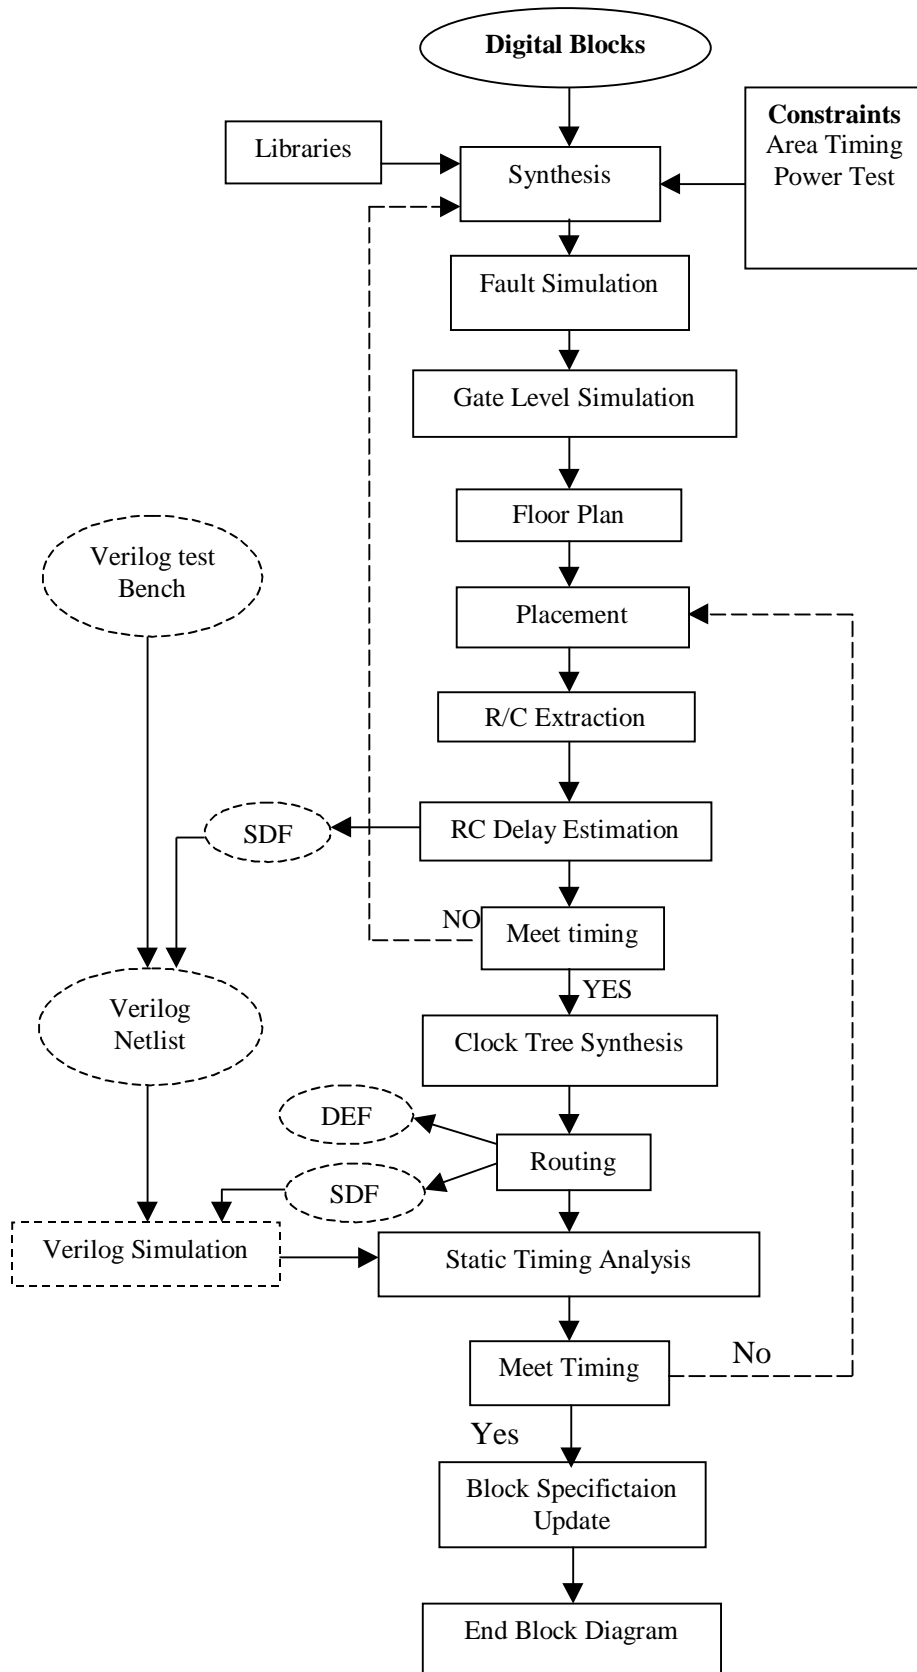 Digital Blocks
Constraints
Area Timing
Power Test
Libraries
Synthesis
Fault Simulation
Gate Level Simulation
Floor Plan
Verilog test
Bench
Placement
R/C Extraction
SDF
RC Delay Estimation
NO
Meet timing
YES
Verilog
Netlist
Clock Tree Synthesis
DEF
Routing
SDF
Verilog Simulation
Static Timing Analysis
Meet Timing
No
Yes
Block Specifictaion
Update
End Block Diagram